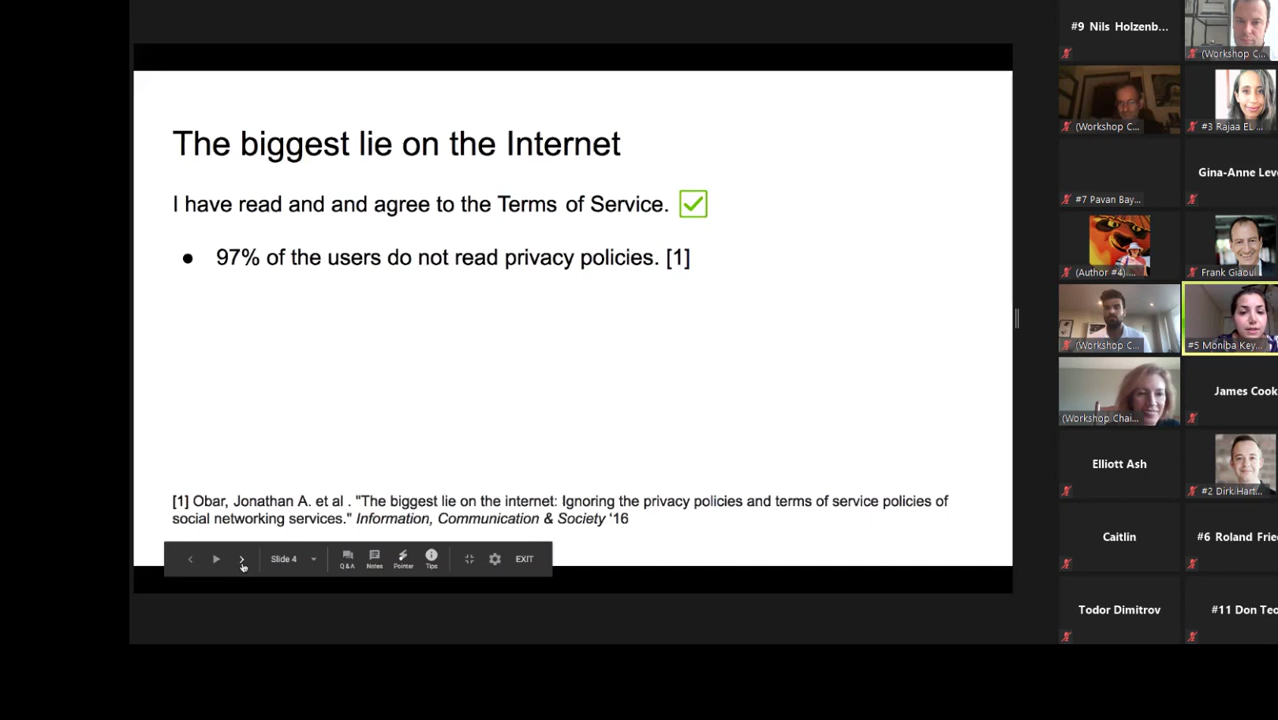 The biggest lie on the Internet
I have read and and agree to the Terms of Service.
● 97% of the users do not read privacy policies. [1]
[1] Obar, Jonathan A. et al . "The biggest lie on the internet: Ignoring the privacy policies and terms of service policies of
social networking services." Information, Communication & Society '16
Slide 4
Q&A
Notes
Pointer
Tips
EXIT
#9 Nils Holzenb...
(Workshop C...
(Workshop C...
#3 Rajaa EL ...
#7 Pavan Bay...
Gina-Anne Leve
(Author #4)...
Frank Giaoui
(Workshop C...
#5 Moniba Key...
(Workshop Chai...
James Cook
Elliott Ash
#2 Dirk Hart...
Caitlin
#6 Roland Frie
Todor Dimitrov
#11 Don Teo